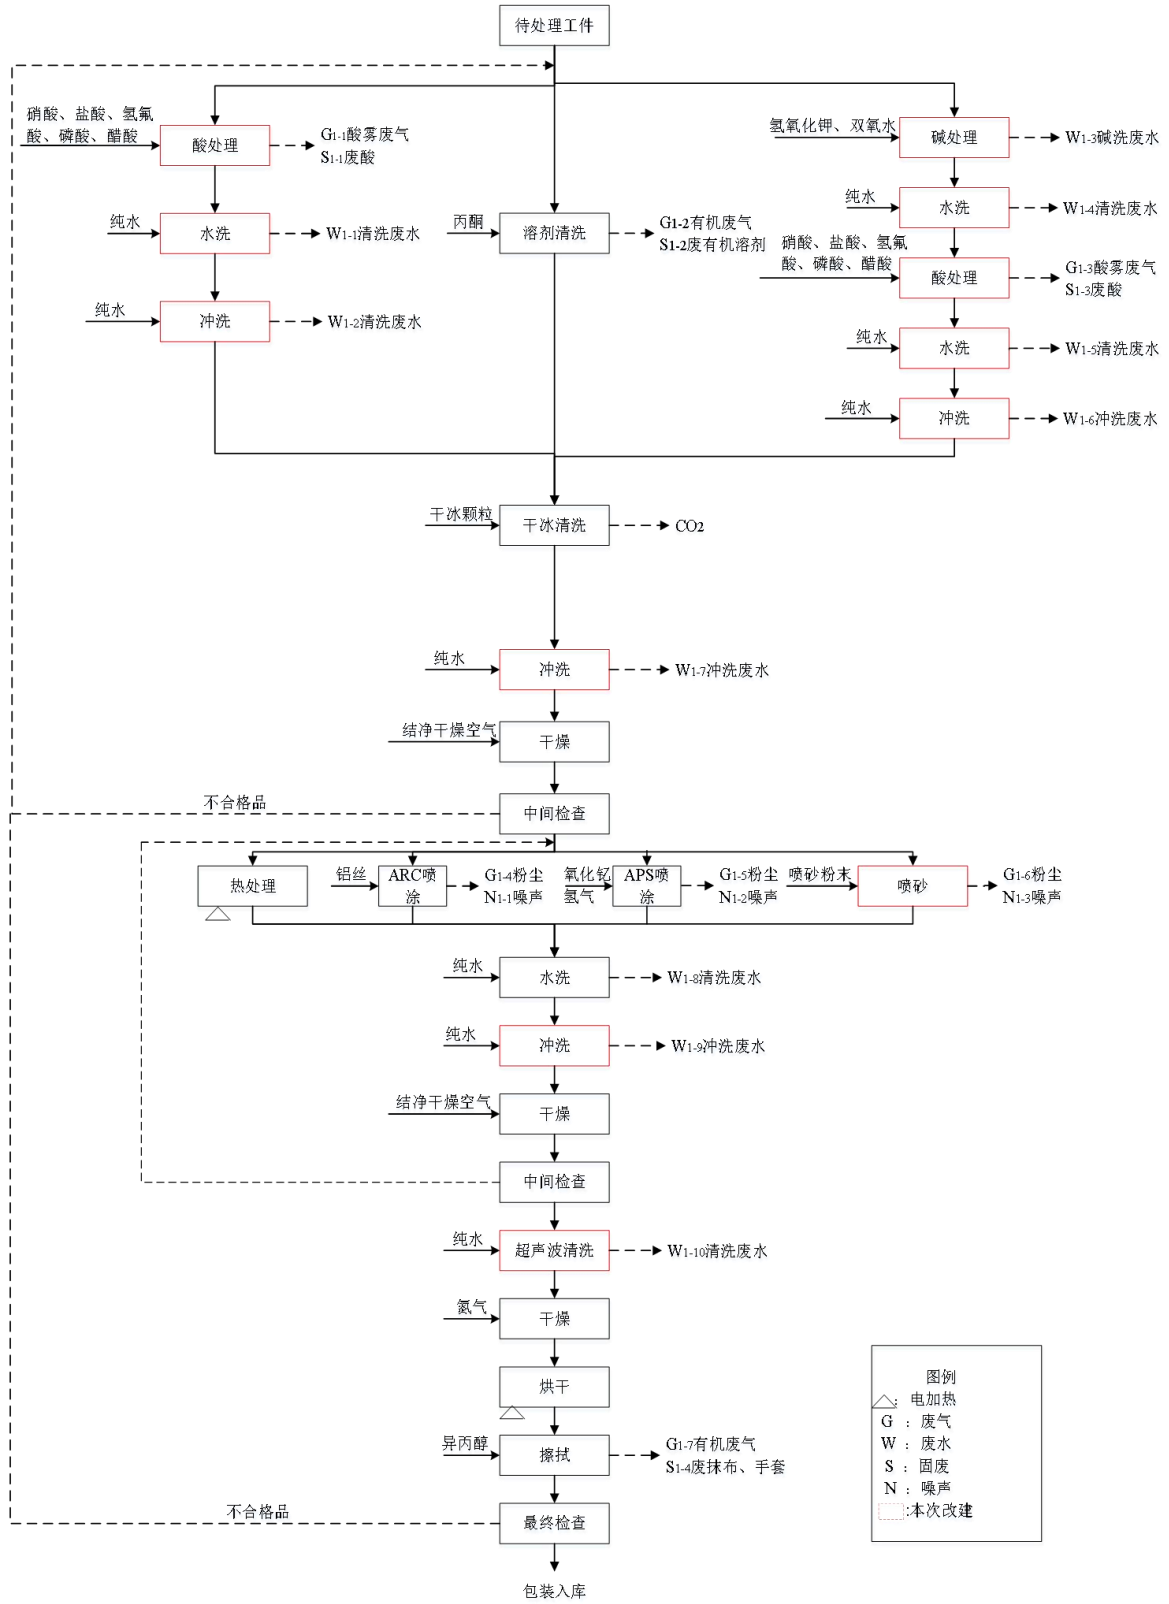 待处理工件
硝酸、盐酸、氢氟
酸、磷酸、醋酸
酸处理
G1-1酸雾废气
S1-1废酸
氢氧化钾、双氧水
碱处理
W1-3碱洗废水
纯水
水洗
W1-1清洗废水
丙酮
溶剂清洗
G1-2有机废气
S1-2废有机溶剂
纯水
水洗
W1-4清洗废水
硝酸、盐酸、氢氟
酸、磷酸、醋酸
酸处理
G1-3酸雾废气
S1-3废酸
纯水
冲洗
W1-2清洗废水
纯水
水洗
W1-5清洗废水
纯水
冲洗
W1-6冲洗废水
干冰颗粒
干冰清洗
CO2
纯水
冲洗
W1-7冲洗废水
结净干燥空气
干燥
不合格品
中间检查
热处理
铝丝
ARC喷
涂
G1-4粉尘
N1-1噪声
氧化钇
氢气
APS喷
涂
G1-5粉尘
N1-2噪声
喷砂粉末
喷砂
G1-6粉尘
N1-3噪声
纯水
水洗
W1-8清洗废水
纯水
冲洗
W1-9冲洗废水
结净干燥空气
干燥
中间检查
纯水
超声波清洗
W1-10清洗废水
氮气
干燥
烘干
异丙醇
擦拭
G1-7有机废气
S1-4废抹布、手套
不合格品
最终检查
包装入库
图例
：电加热
G ：废气
W ：废水
S ：固废
N ：噪声
:本次改建